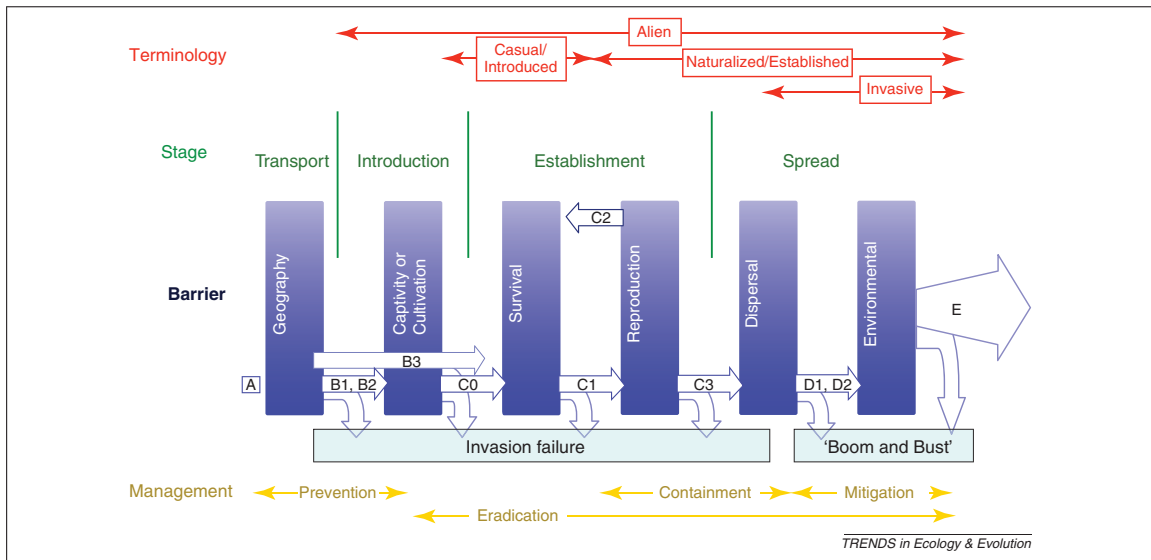 Alien
Terminology
Casual/
Introduced
Naturalized/Established
Invasive
Stage
Transport
Introduction
Establishment
Spread
C2
Barrier
Geography
Captivity or
Cultivation
Survival
Reproduction
Dispersal
Environmental
E
B3
A
B1, B2
C0
C1
C3
D1, D2
Invasion failure
‘Boom and Bust’
Management
Prevention
Containment
Mitigation
Eradication
TRENDS in Ecology & Evolution